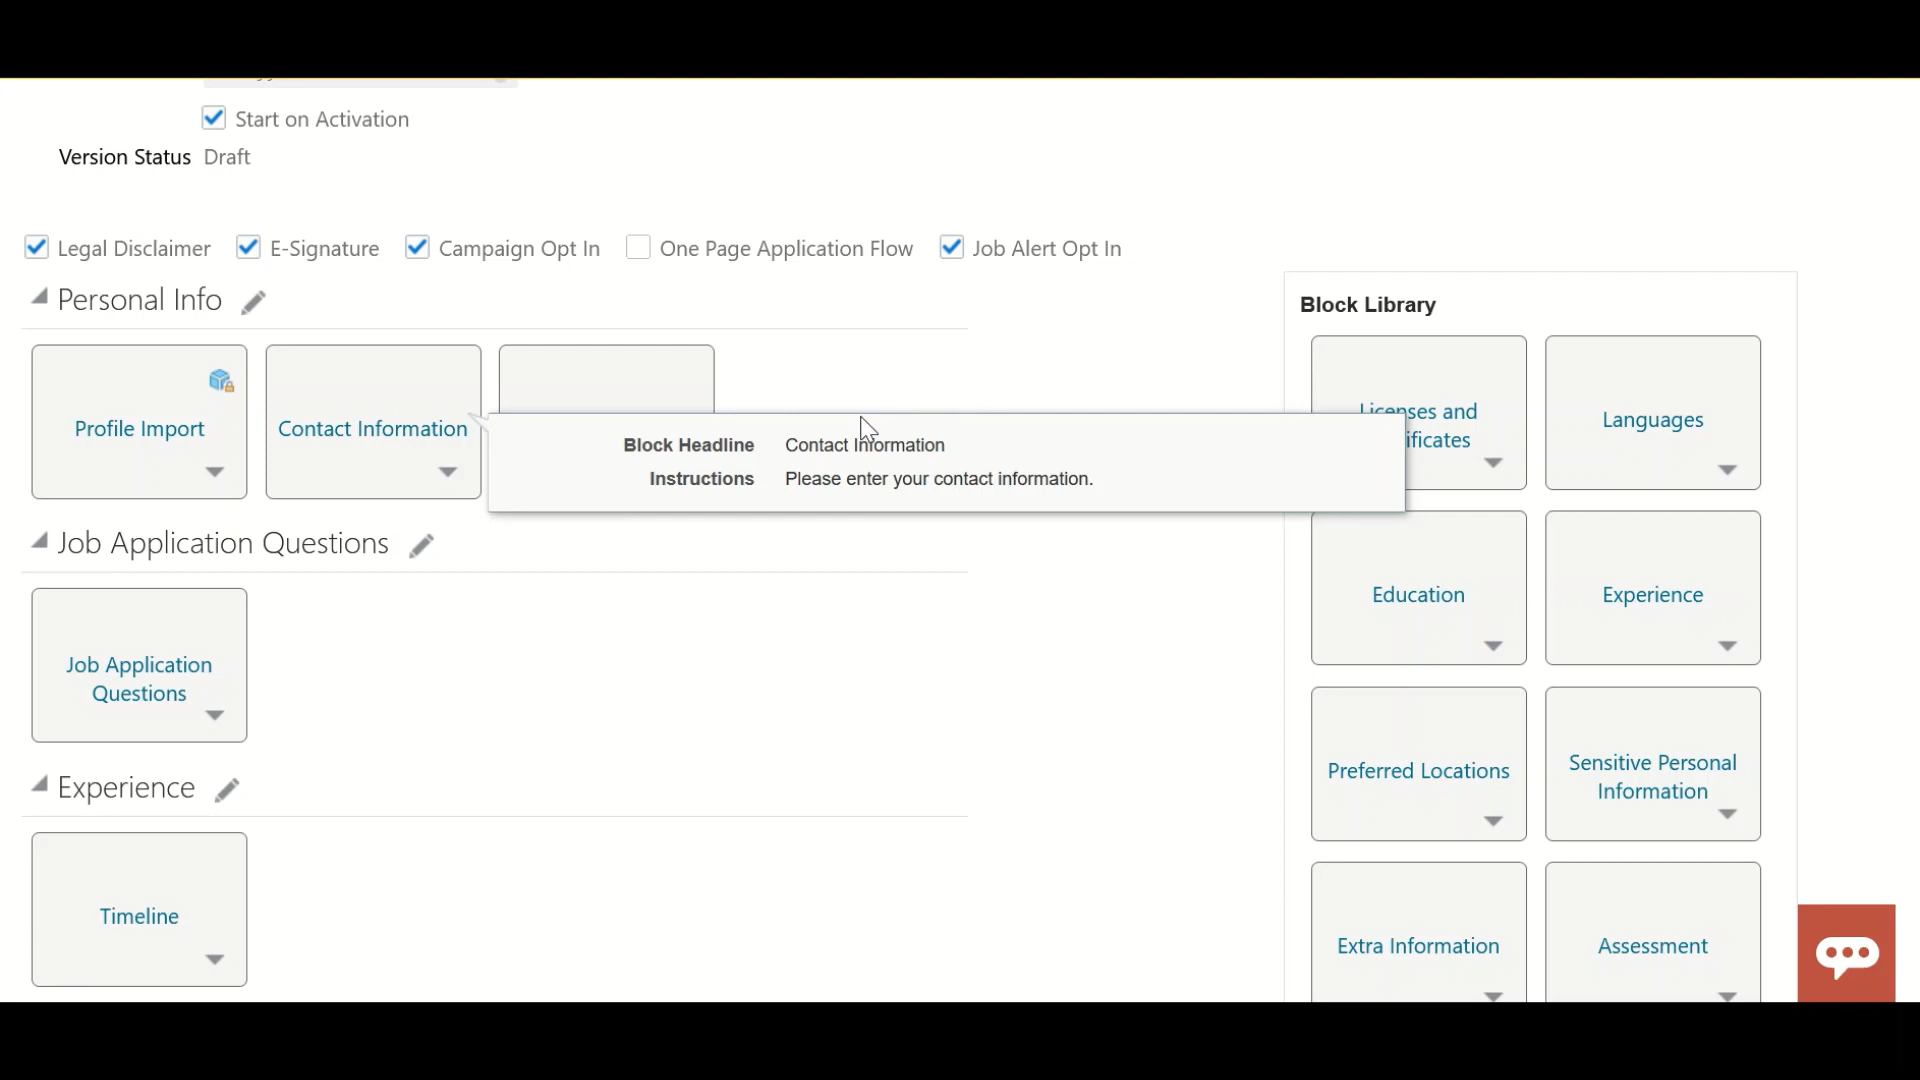 Start on Activation
Version Status Draft
Legal Disclaimer E-Signature Campaign Opt In One Page Application Flow Job Alert Opt In
Personal Info
Block Library
Profile Import
Contact Information
Block Headline Contact Information
Instructions Please enter your contact information.
Licenses and
ificates
Languages
Job Application Questions
Education
Experience
Job Application
Questions
Preferred Locations
Sensitive Personal
Information
Experience
Timeline
Extra Information
Assessment